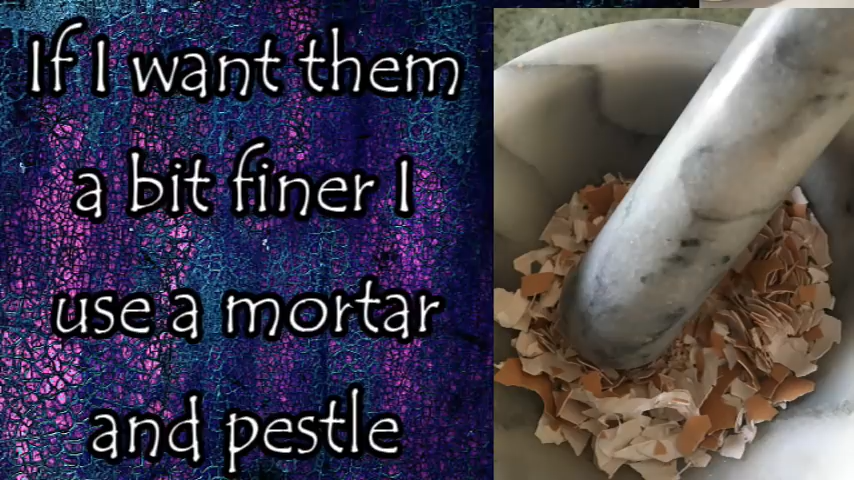 If I want them
a bit finer I
use a mortar
and pestle